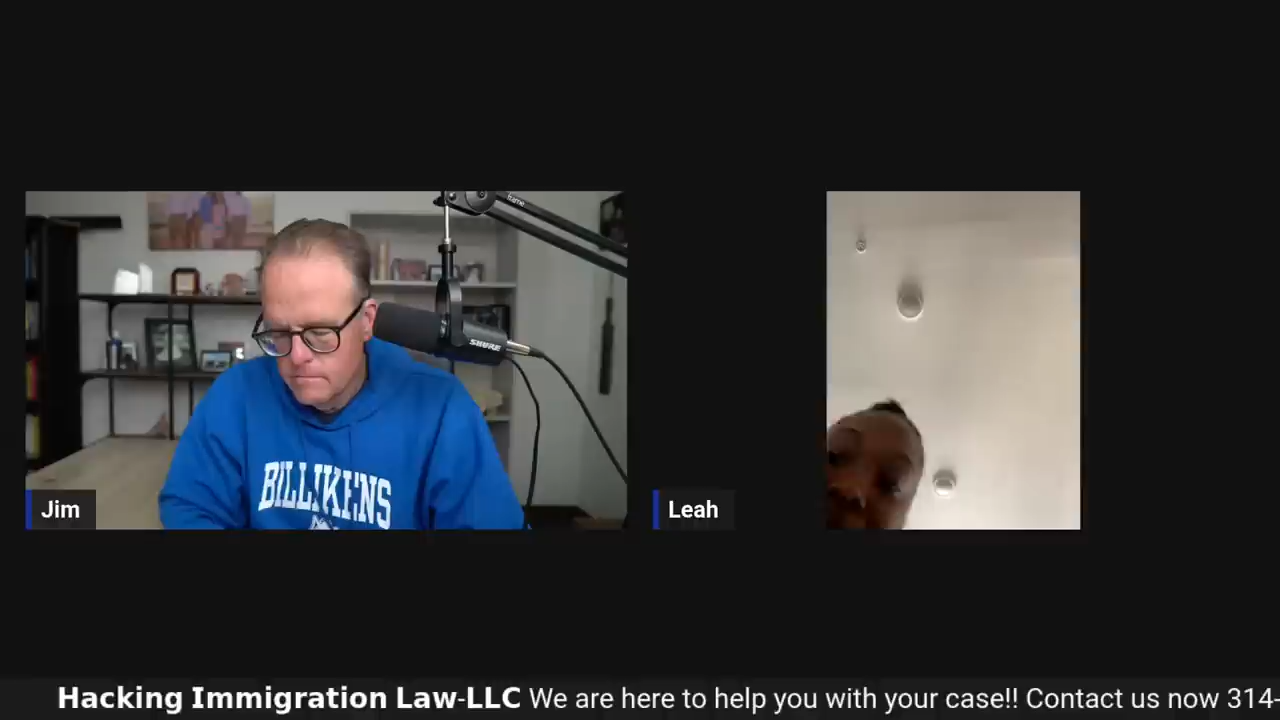 SHURE
BILLIKENS
Jim
Leah
Hacking Immigration Law-LLC We are here to help you with your case!! Contact us now 314-